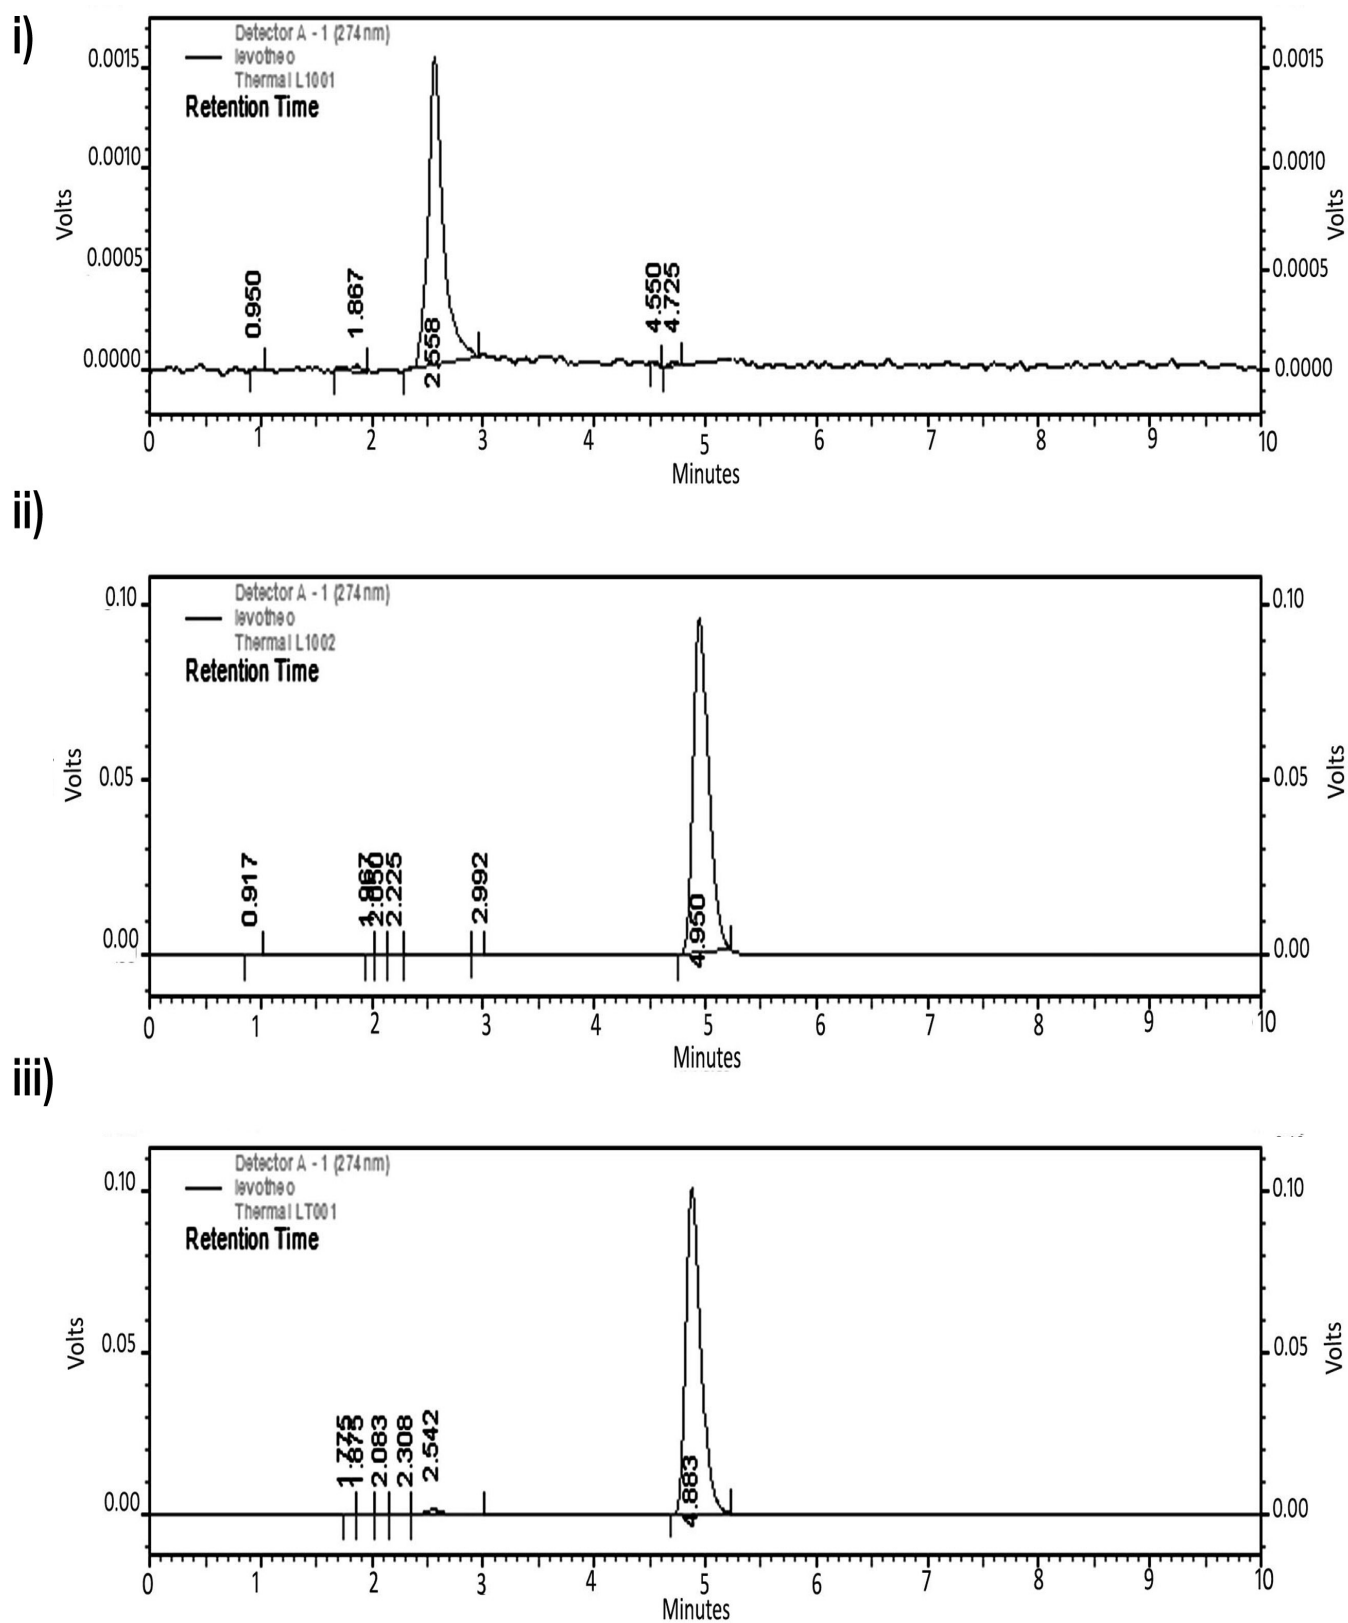 i)
Detector A - 1 (274 nm)
levotheo
Thermal L1001
Retention Time
0.0015
0.0010
0.0005
0.0000
Volts
0.0015
0.0010
0.0005
0.0000
Volts
0.950
1.867
2.558
4.550
4.725
0 1 2 3 4 5 6 7 8 9 10
Minutes
ii)
Detector A - 1 (274 nm)
levotheo
Thermal L1002
Retention Time
0.10
0.05
0.00
Volts
0.10
0.05
0.00
Volts
0.917
1.967
2.050
2.225
2.992
4.950
0 1 2 3 4 5 6 7 8 9 10
Minutes
iii)
Detector A - 1 (274 nm)
levotheo
Thermal LT001
Retention Time
0.10
0.05
0.00
Volts
0.10
0.05
0.00
Volts
1.775
1.875
2.083
2.308
2.542
4.883
0 1 2 3 4 5 6 7 8 9 10
Minutes